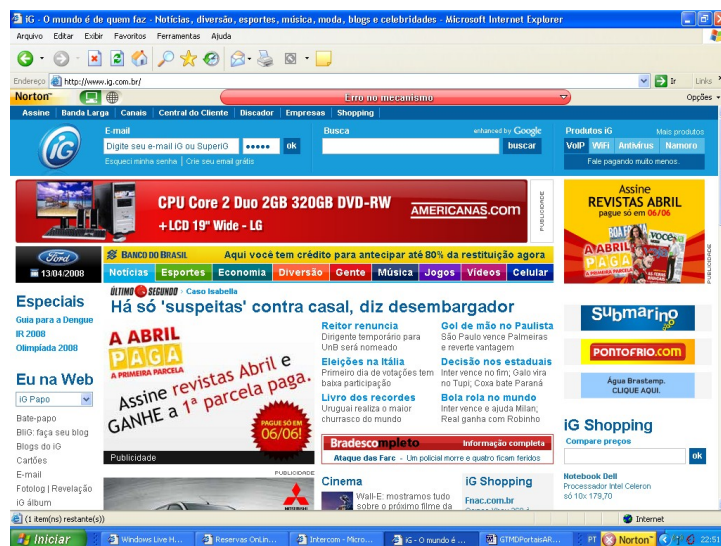 iG - O mundo é de quem faz - Notícias, diversão, esportes, música, moda, blogs e celebridades - Microsoft Internet Explorer
Arquivo Editar Exibir Favoritos Ferramentas Ajuda
Endereço http://www.ig.com.br/ Ir Links
Norton Erro no mecanismo Opções
Assine Banda Larga Canais Central do Cliente Discador Empresas Shopping
iG
E-mail
Digite seu e-mail iG ou SuperiG ok
Esqueci minha senha | Crie seu email grátis
Busca enhanced by Google
buscar
Produtos iG Mais produtos
VoIP WiFi Antivírus Namoro
Fale pagando muito menos.
CPU Core 2 Duo 2GB 320GB DVD-RW
+LCD 19" Wide - LG
AMERICANAS.COM
PUBLICIDADE
Assine
REVISTAS ABRIL
pague só em 06/06
A ABRIL
PAGA
A PRIMEIRA PARCELA
PUBLICIDADE
Ford
13/04/2008
BANCO DO BRASIL Aqui você tem crédito para antecipar até 80% da restituição agora
Notícias Esportes Economia Diversão Gente Música Jogos Vídeos Celular
Especiais
Guia para a Dengue
IR 2008
Olimpíada 2008
Eu na Web
iG Papo
Bate-papo
BliG: faça seu blog
Blogs do iG
Cartões
E-mail
Fotolog | Revelação
iG álbum
ÚLTIMO SEGUNDO Caso Isabella
Há só 'suspeitas' contra casal, diz desembargador
A ABRIL
PAGA
A PRIMEIRA PARCELA
Assine revistas Abril e
GANHE a 1ª parcela paga.
PAGUE SÓ EM
06/06!
Publicidade
PUBLICIDADE
MITSUBISHI
Reitor renuncia
Dirigente temporário para
UnB será nomeado
Eleições na Itália
Primeiro dia de votações tem
baixa participação
Livro dos recordes
Uruguai realiza o maior
churrasco do mundo
Gol de mão no Paulista
São Paulo vence Palmeiras
e reverte vantagem
Decisão nos estaduais
Inter vence no fim; Galo vira
no Tupi; Coxa bate Paraná
Bola rola no mundo
Inter vence e ajuda Milan;
Real ganha com Robinho
Bradescompleto Informação completa
Ataque das Farc - Um policial morre e quatro ficam feridos
Cinema
Wall-E: mostramos tudo
sobre o próximo filme da
iG Shopping
Fnac.com.br
Submarino
PONTOFRIO.COM
Água Brastemp.
CLIQUE AQUI.
iG Shopping
Compare preços
ok
Notebook Dell
Processador Intel Celeron
só 10x 179,70
(1 item(ns) restante(s)) Internet
Iniciar Windows Live H... Reservas OnLin... Intercom - Micro... iG - O mundo é ... GTMDPortaisAR... PT Norton 22:51